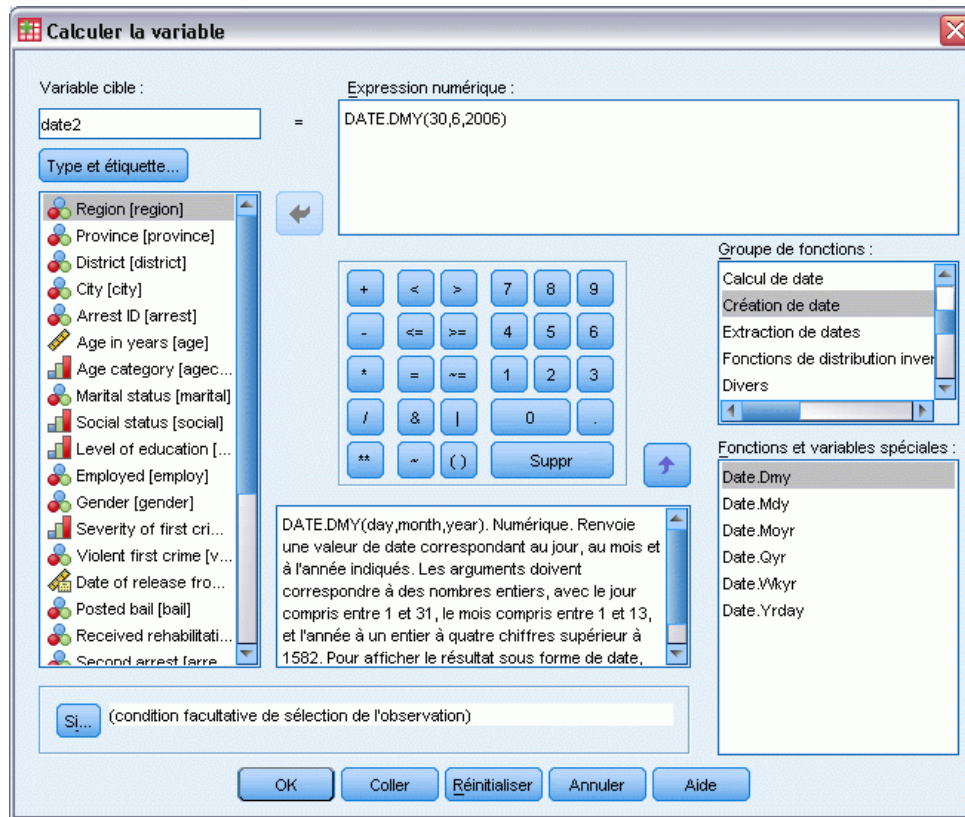 Calculer la variable
Variable cible :
date2
=
Expression numérique :
DATE.DMY(30,6,2006)
Type et étiquette...
Region [region]
Province [province]
District [district]
City [city]
Arrest ID [arrest]
Age in years [age]
Age category [agec...
Marital status [marital]
Social status [social]
Level of education [...
Employed [employ]
Gender [gender]
Severity of first cri...
Violent first crime [v...
Date of release fro...
Posted bail [bail]
Received rehabilitati...
Second arrest [arre...
+ < > 7 8 9
- <= >= 4 5 6
* = ~= 1 2 3
/ & | 0 .
** ~ ( ) Suppr
Groupe de fonctions :
Calcul de date
Création de date
Extraction de dates
Fonctions de distribution inver
Divers
DATE.DMY(day,month,year). Numérique. Renvoie
une valeur de date correspondant au jour, au mois et
à l'année indiqués. Les arguments doivent
correspondre à des nombres entiers, avec le jour
compris entre 1 et 31, le mois compris entre 1 et 13,
et l'année à un entier à quatre chiffres supérieur à
1582. Pour afficher le résultat sous forme de date,
Fonctions et variables spéciales :
Date.Dmy
Date.Mdy
Date.Moyr
Date.Qyr
Date.Wkyr
Date.Yrday
Si... (condition facultative de sélection de l'observation)
OK Coller Réinitialiser Annuler Aide